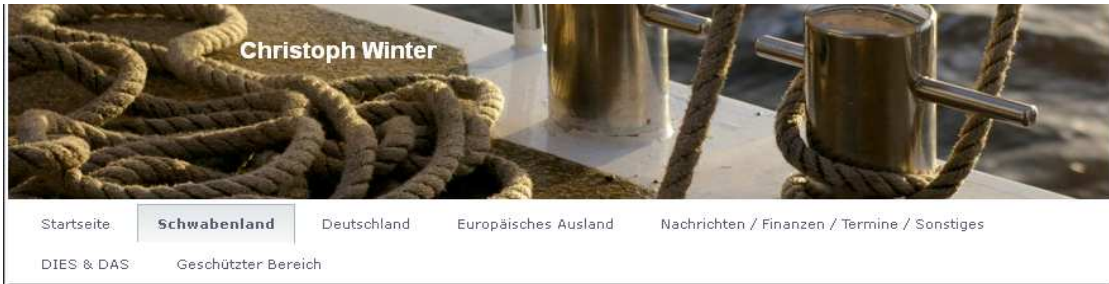 Christoph Winter
Startseite Schwabenland Deutschland Europäisches Ausland Nachrichten / Finanzen / Termine / Sonstiges
DIES & DAS Geschützter Bereich